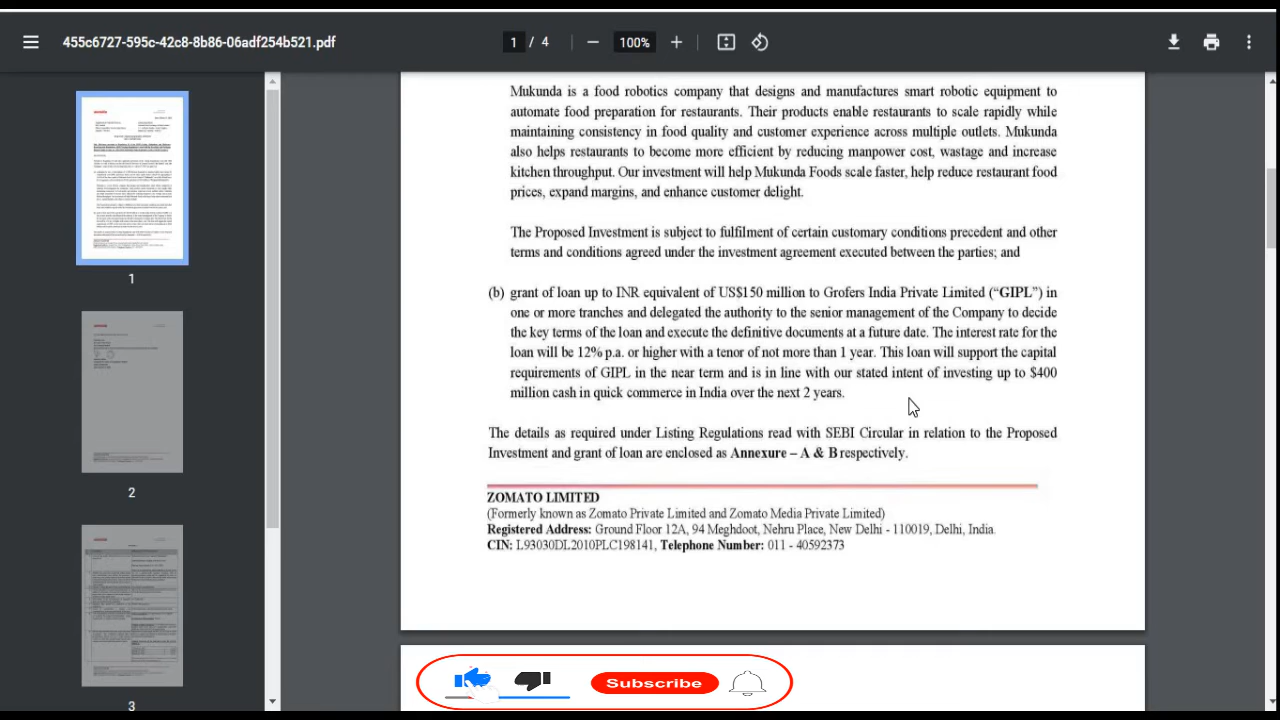 455c6727-595c-42c8-8b86-06adf254b521.pdf
1 / 4
100%
Mukunda is a food robotics company that designs and manufactures smart robotic equipment to
automate food preparation for restaurants. Their products enable restaurants to scale rapidly while
maintaining consistency in food quality and customer experience across multiple outlets. Mukunda
also helps restaurants to become more efficient by reducing manpower cost, wastage and increase
kitchen throughput. Our investment will help Mukunda Foods scale faster, help reduce restaurant food
prices, expand margins, and enhance customer delight.
The Proposed Investment is subject to fulfilment of certain customary conditions precedent and other
terms and conditions agreed under the investment agreement executed between the parties; and
(b) grant of loan up to INR equivalent of US$150 million to Grofers India Private Limited (“GIPL”) in
one or more tranches and delegated the authority to the senior management of the Company to decide
the key terms of the loan and execute the definitive documents at a future date. The interest rate for the
loan will be 12% p.a. or higher with a tenor of not more than 1 year. This loan will support the capital
requirements of GIPL in the near term and is in line with our stated intent of investing up to $400
million cash in quick commerce in India over the next 2 years.
The details as required under Listing Regulations read with SEBI Circular in relation to the Proposed
Investment and grant of loan are enclosed as Annexure – A & B respectively.
ZOMATO LIMITED
(Formerly known as Zomato Private Limited and Zomato Media Private Limited)
Registered Address: Ground Floor 12A, 94 Meghdoot, Nehru Place, New Delhi - 110019, Delhi, India.
CIN: L93030DL2010PLC198141, Telephone Number: 011 - 40592373
1
2
3
Subscribe